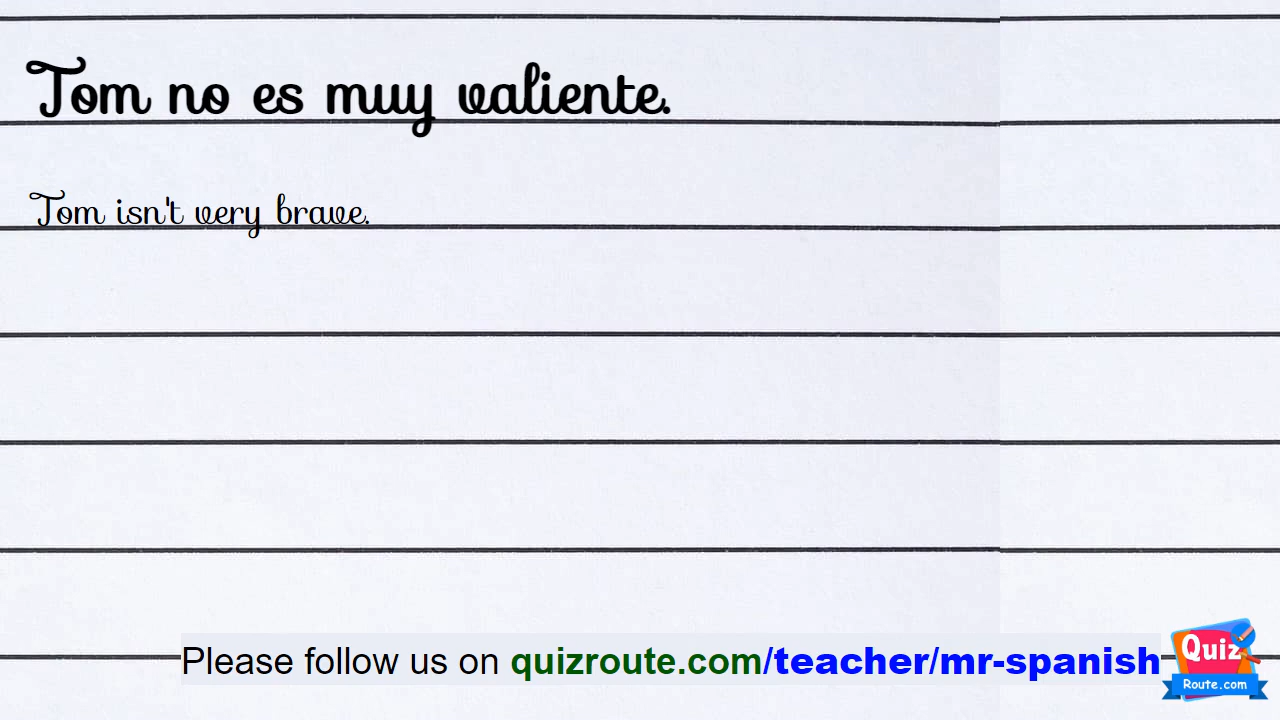 Tom no es muy valiente.
Tom isn't very brave.
Please follow us on quizroute.com/teacher/mr-spanish
Quiz
Route.com